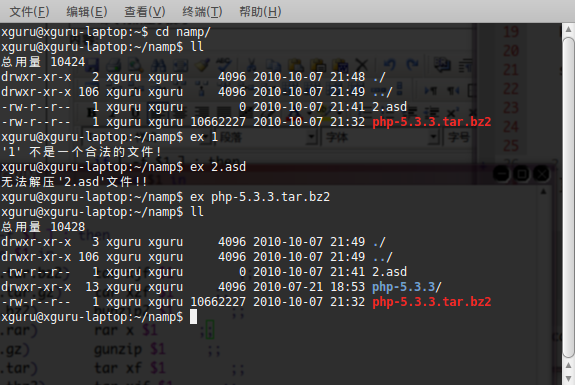 文件(F) 编辑(E) 查看(V) 终端(T) 帮助(H)
xguru@xguru-laptop:~$ cd namp/
xguru@xguru-laptop:~/namp$ ll
总用量 10424
drwxr-xr-x 2 xguru xguru 4096 2010-10-07 21:48 ./
drwxr-xr-x 106 xguru xguru 4096 2010-10-07 21:49 ../
-rw-r--r-- 1 xguru xguru 0 2010-10-07 21:41 2.asd
-rw-r--r-- 1 xguru xguru 10662227 2010-10-07 21:32 php-5.3.3.tar.bz2
xguru@xguru-laptop:~/namp$ ex 1
'1' 不是一个合法的文件!
xguru@xguru-laptop:~/namp$ ex 2.asd
无法解压'2.asd'文件!!
xguru@xguru-laptop:~/namp$ ex php-5.3.3.tar.bz2
xguru@xguru-laptop:~/namp$ ll
总用量 10428
drwxr-xr-x 3 xguru xguru 4096 2010-10-07 21:49 ./
drwxr-xr-x 106 xguru xguru 4096 2010-10-07 21:49 ../
-rw-r--r-- 1 xguru xguru 0 2010-10-07 21:41 2.asd
drwxr-xr-x 13 xguru xguru 4096 2010-07-21 18:53 php-5.3.3/
-rw-r--r-- 1 xguru xguru 10662227 2010-10-07 21:32 php-5.3.3.tar.bz2
xguru@xguru-laptop:~/namp$
.rar) rar x $1 ;;
.gz) gunzip $1 ;;
.tar) tar xf $1 ;;